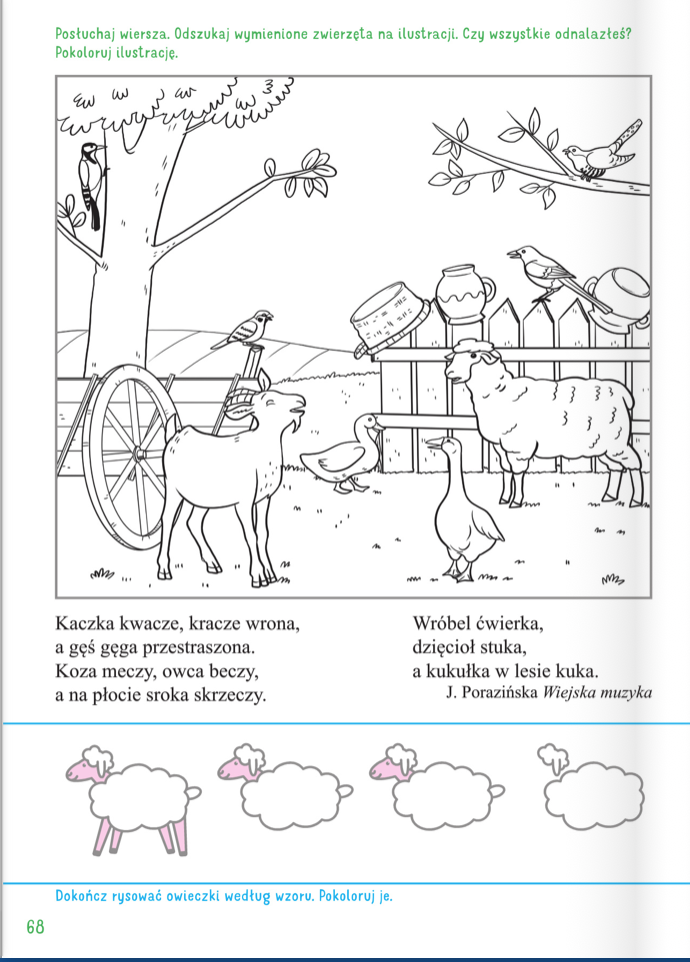 Posłuchaj wiersza. Odszukaj wymienione zwierzęta na ilustracji. Czy wszystkie odnalazłeś?
Pokoloruj ilustrację.
Kaczka kwacze, kracze wrona,
a gęś gęga przestraszona.
Koza meczy, owca beczy,
a na płocie sroka skrzeczy.
Wróbel ćwierka,
dzięcioł stuka,
a kukułka w lesie kuka.
J. Porazińska Wiejska muzyka
Dokończ rysować owieczki według wzoru. Pokoloruj je.
68